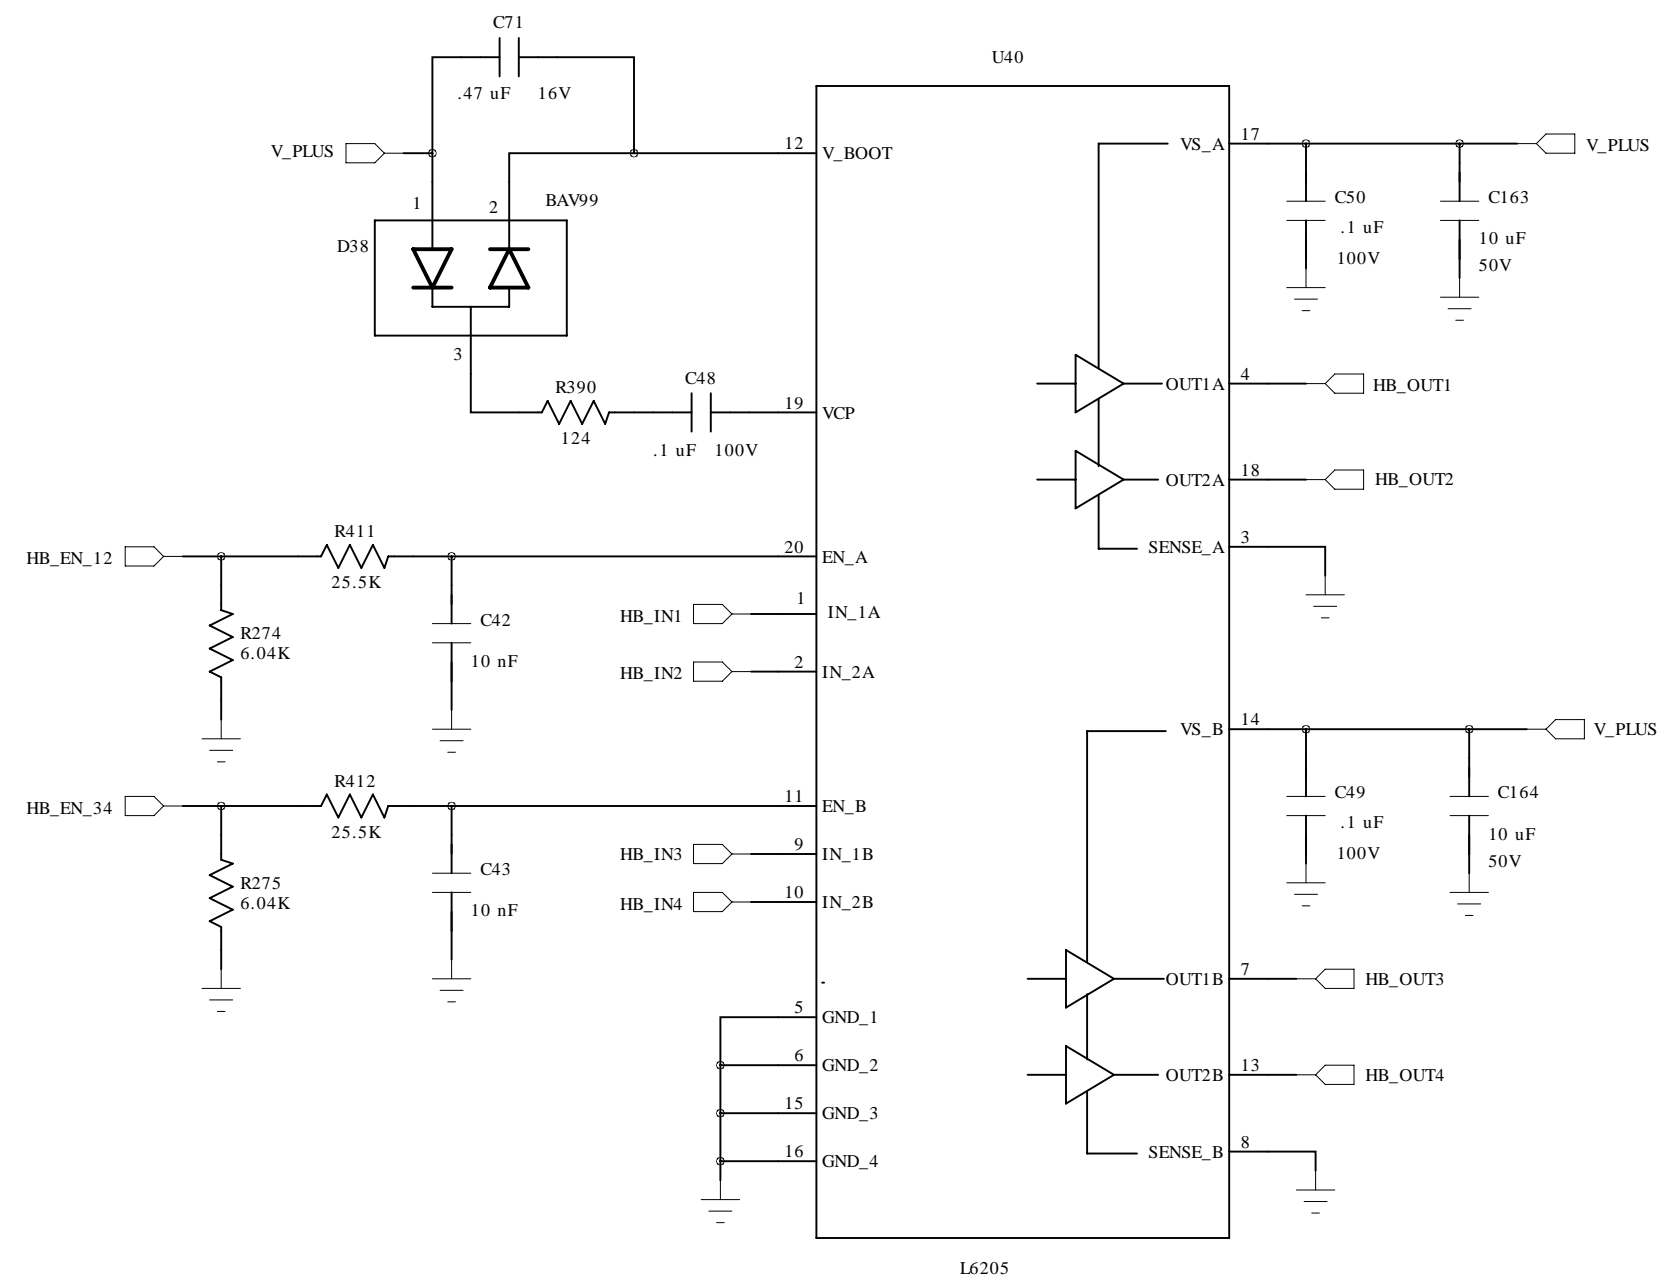 C71
.47 uF 16V
U40
V_PLUS
12 V_BOOT
17 VS_A
V_PLUS
1 2 BAV99
D38
3
C50
.1 uF
100V
C163
10 uF
50V
R390
124
C48
.1 uF 100V
19 VCP
OUT1A 4 HB_OUT1
OUT2A 18 HB_OUT2
SENSE_A 3
HB_EN_12
R411
25.5K
20 EN_A
R274
6.04K
C42
10 nF
HB_IN1 1 IN_1A
HB_IN2 2 IN_2A
VS_B 14 V_PLUS
HB_EN_34
R412
25.5K
11 EN_B
R275
6.04K
C43
10 nF
HB_IN3 9 IN_1B
HB_IN4 10 IN_2B
C49
.1 uF
100V
C164
10 uF
50V
OUT1B 7 HB_OUT3
5 GND_1
6 GND_2
15 GND_3
16 GND_4
OUT2B 13 HB_OUT4
SENSE_B 8
L6205